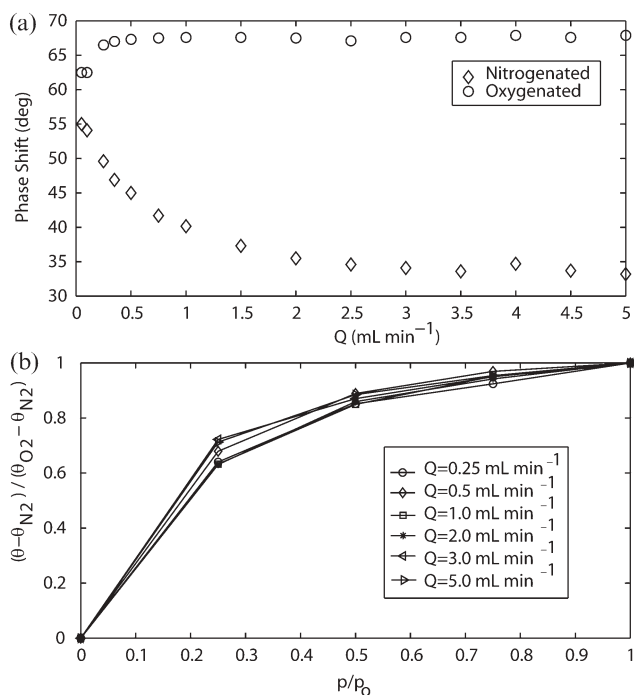 (a)
70
65
60
55
50
45
40
35
30
Phase Shift (deg)
Nitrogenated
Oxygenated
0 0.5 1 1.5 2 2.5 3 3.5 4 4.5 5
Q (mL min−1)
(b)
1
0.8
0.6
0.4
0.2
0
(θ−θN2) / (θO2−θN2)
Q=0.25 mL min −1
Q=0.5 mL min −1
Q=1.0 mL min −1
Q=2.0 mL min −1
Q=3.0 mL min −1
Q=5.0 mL min −1
0 0.1 0.2 0.3 0.4 0.5 0.6 0.7 0.8 0.9 1
p/po